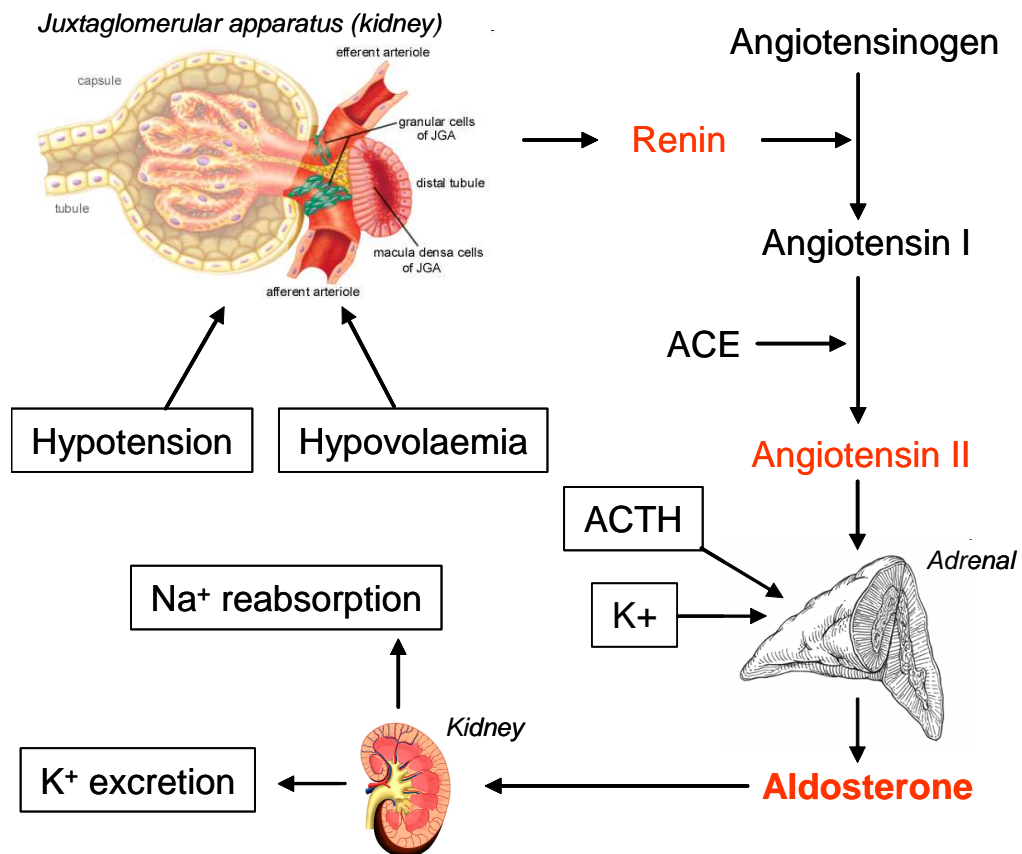 Juxtaglomerular apparatus (kidney)
efferent arteriole
capsule
granular cells
of JGA
distal tubule
tubule
macula densa cells
of JGA
afferent arteriole
Angiotensinogen
Renin
Angiotensin I
ACE
Hypotension
Hypovolaemia
Angiotensin II
ACTH
Adrenal
K+
Na⁺ reabsorption
Kidney
K⁺ excretion
Aldosterone